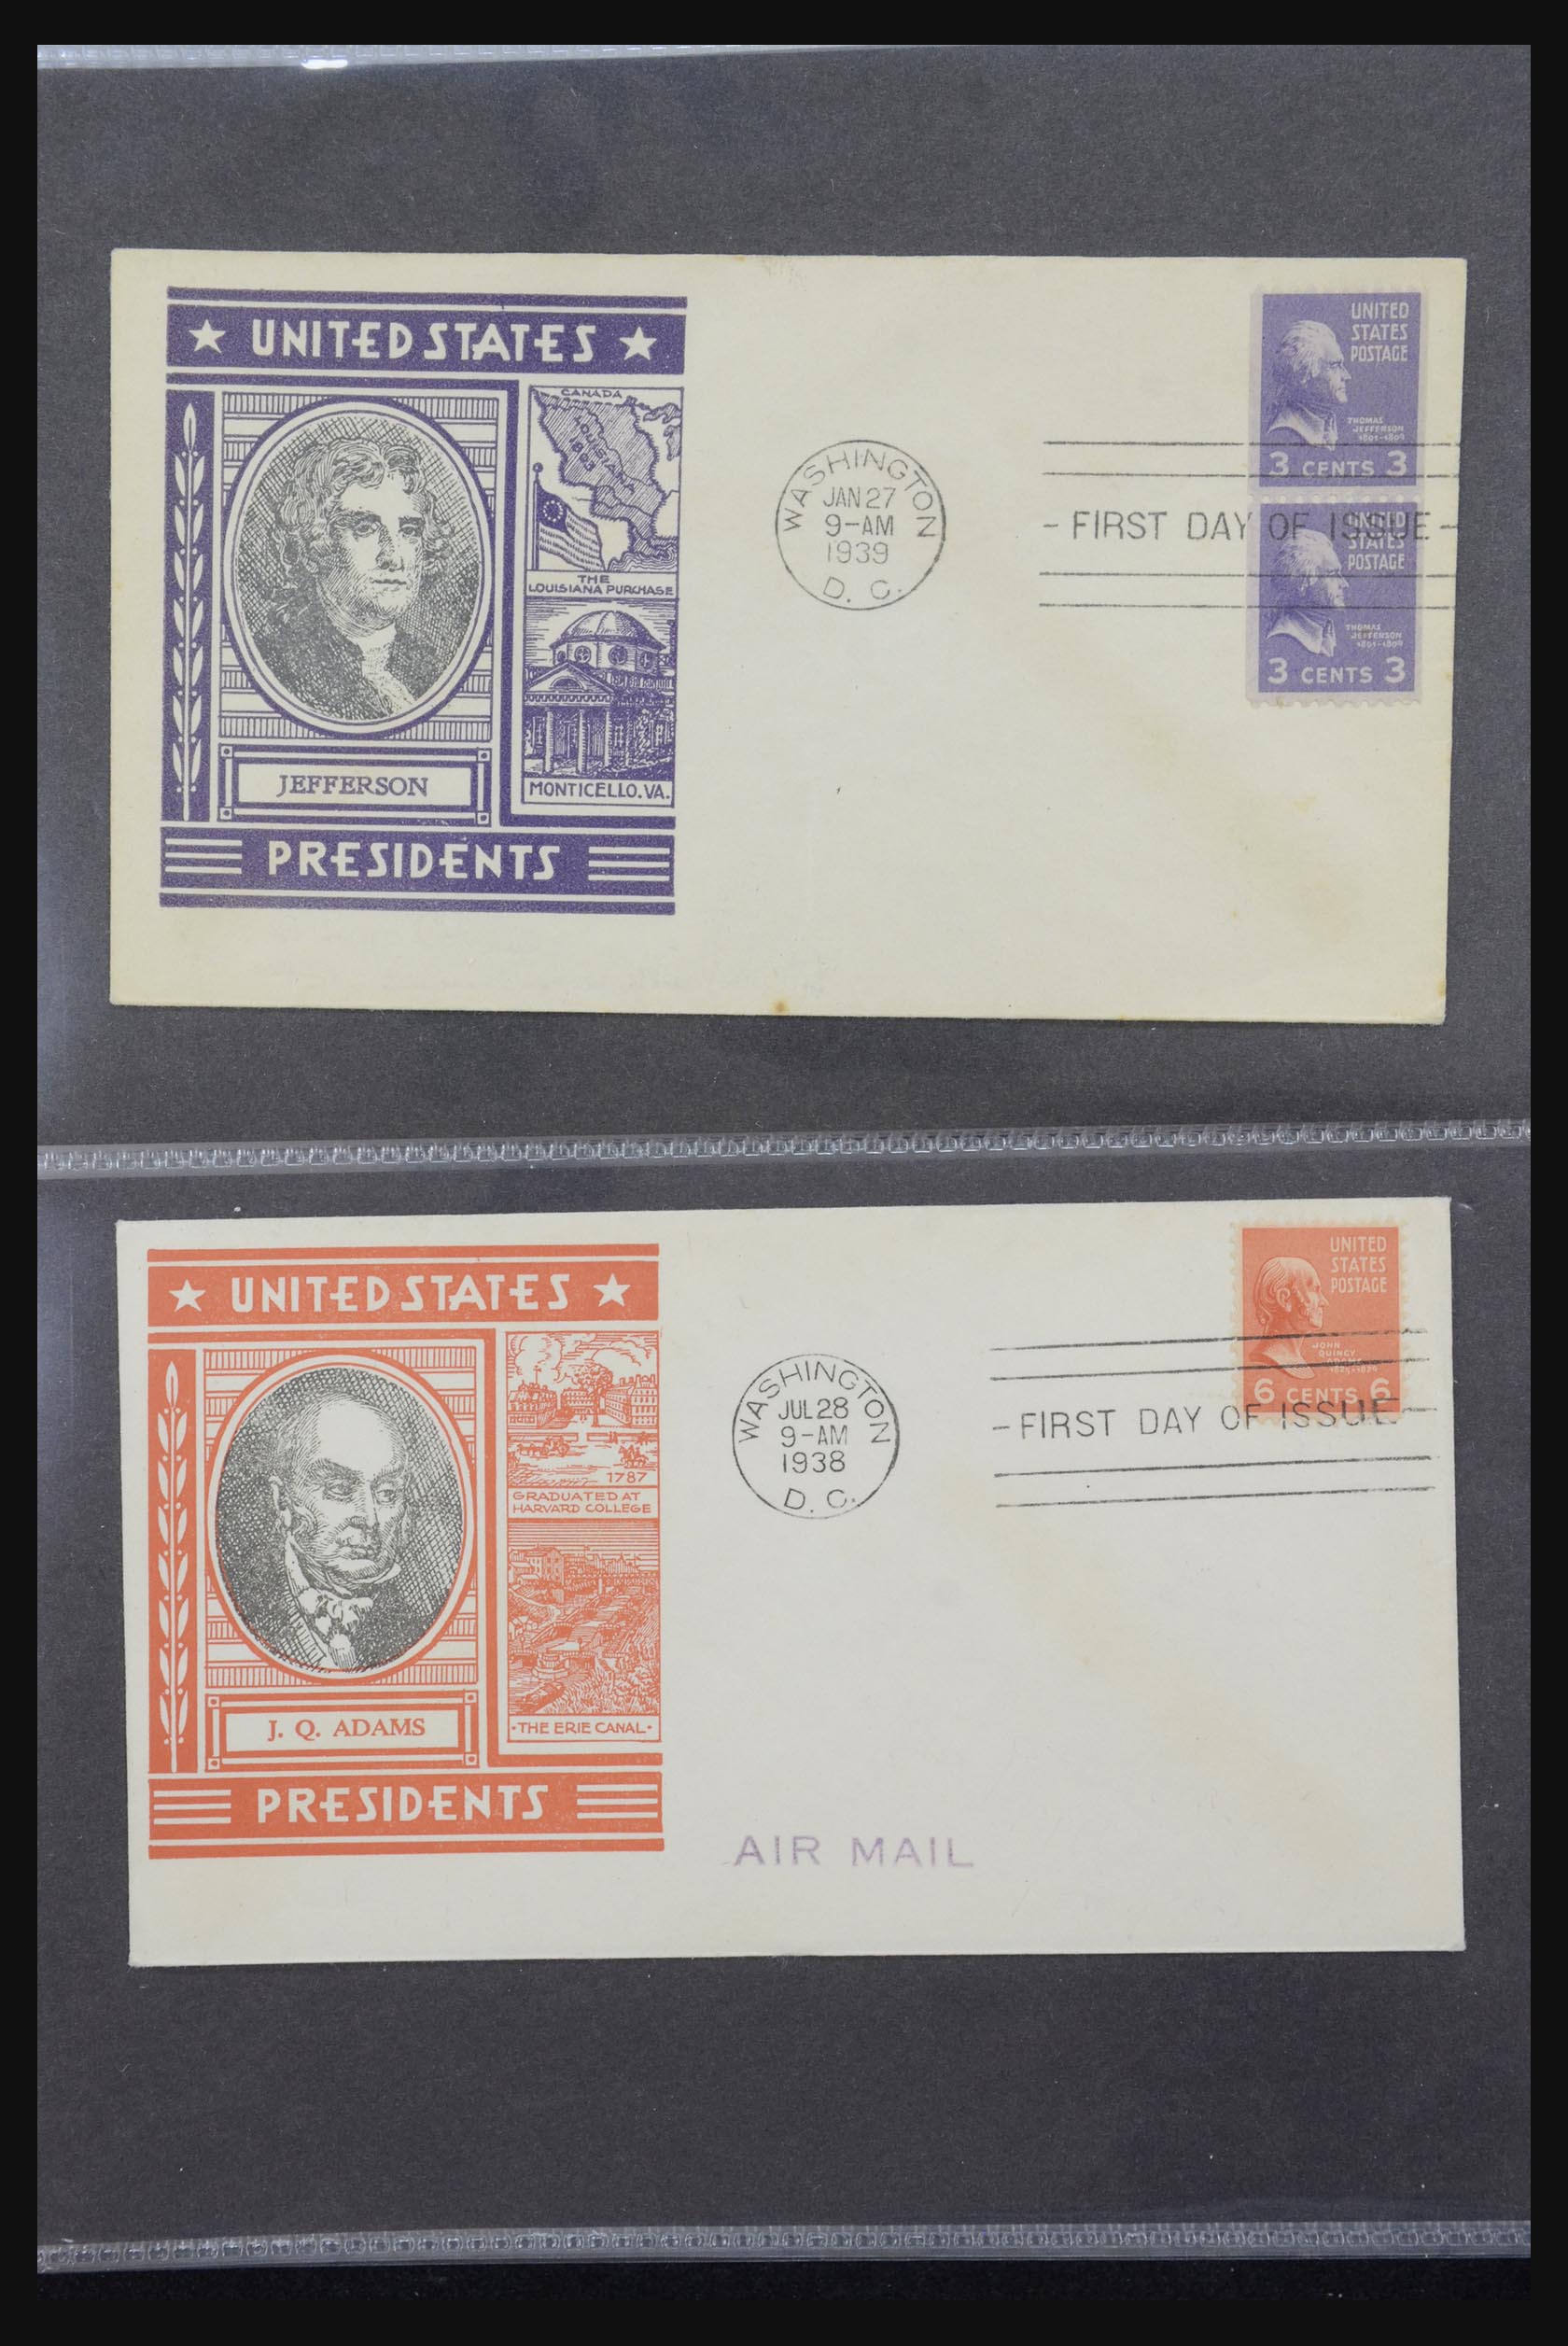 UNITED STATES
CANADA
LOUISIANA
1803
THE
LOUISIANA PURCHASE
MONTICELLO. VA.
JEFFERSON
PRESIDENTS
WASHINGTON
JAN 27
9-AM
1939
D. C.
- FIRST DAY OF ISSUE -
UNITED
STATES
POSTAGE
THOMAS
JEFFERSON
1801-1809
3 CENTS 3
UNITED
STATES
POSTAGE
THOMAS
JEFFERSON
1801-1809
3 CENTS 3
UNITED STATES
1787
GRADUATED AT
HARVARD COLLEGE
·THE ERIE CANAL·
J. Q. ADAMS
PRESIDENTS
WASHINGTON
JUL 28
9-AM
1938
D. C.
- FIRST DAY OF ISSUE -
UNITED
STATES
POSTAGE
JOHN
QUINCY
ADAMS
6 CENTS 6
AIR MAIL